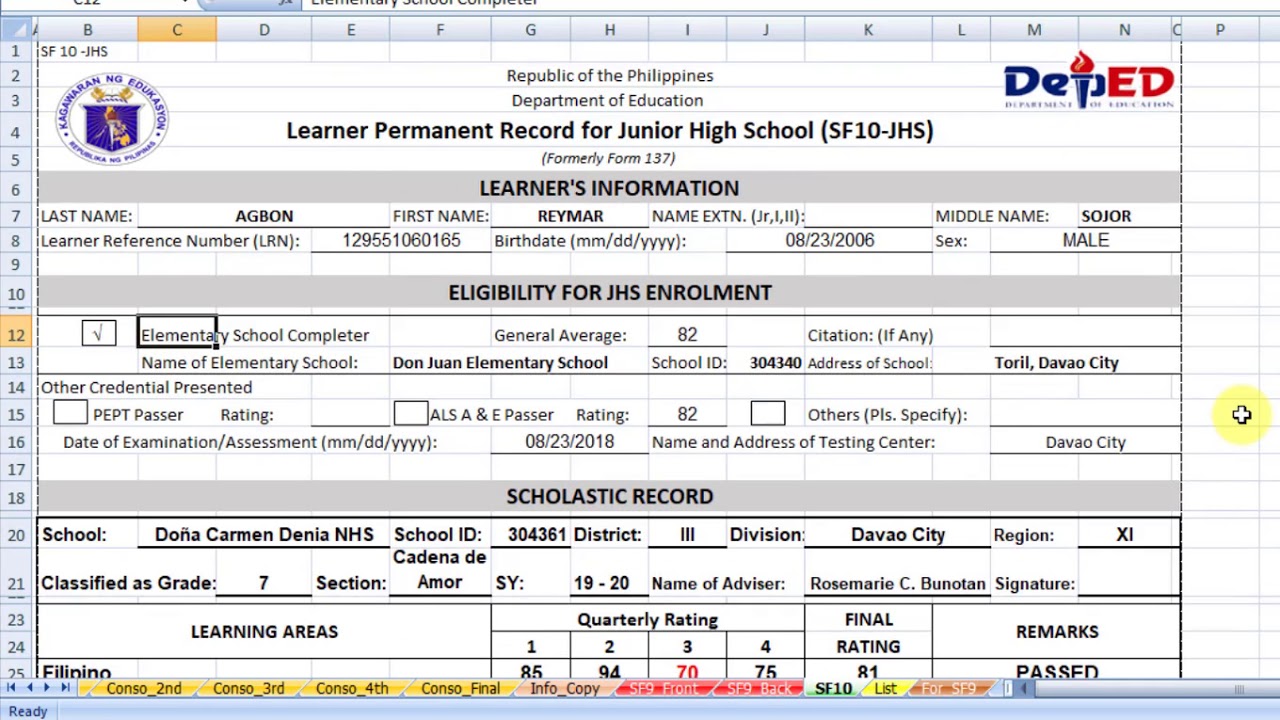 C12 Elementary School Completer
A B C D E F G H I J K L M N O P
1 SF 10 -JHS
2 Republic of the Philippines
KAGAWARAN NG EDUKASYON
REPUBLIKA NG PILIPINAS
DepED
DEPARTMENT OF EDUCATION
3 Department of Education
4 Learner Permanent Record for Junior High School (SF10-JHS)
5 (Formerly Form 137)
6 LEARNER'S INFORMATION
7 LAST NAME: AGBON FIRST NAME: REYMAR NAME EXTN. (Jr,I,II): MIDDLE NAME: SOJOR
8 Learner Reference Number (LRN): 129551060165 Birthdate (mm/dd/yyyy): 08/23/2006 Sex: MALE
9
10 ELIGIBILITY FOR JHS ENROLMENT
12 √ Elementary School Completer General Average: 82 Citation: (If Any)
13 Name of Elementary School: Don Juan Elementary School School ID: 304340 Address of School: Toril, Davao City
14 Other Credential Presented
15 PEPT Passer Rating: ALS A & E Passer Rating: 82 Others (Pls. Specify):
16 Date of Examination/Assessment (mm/dd/yyyy): 08/23/2018 Name and Address of Testing Center: Davao City
17
18 SCHOLASTIC RECORD
20 School: Doña Carmen Denia NHS School ID: 304361 District: III Division: Davao City Region: XI
21 Classified as Grade: 7 Section: Cadena de Amor SY: 19 - 20 Name of Adviser: Rosemarie C. Bunotan Signature:
23 LEARNING AREAS Quarterly Rating FINAL RATING REMARKS
24 1 2 3 4
25 Filipino 85 94 70 75 81 PASSED
Conso_2nd Conso_3rd Conso_4th Conso_Final Info_Copy SF9_Front SF9_Back SF10 List For_SF9
Ready